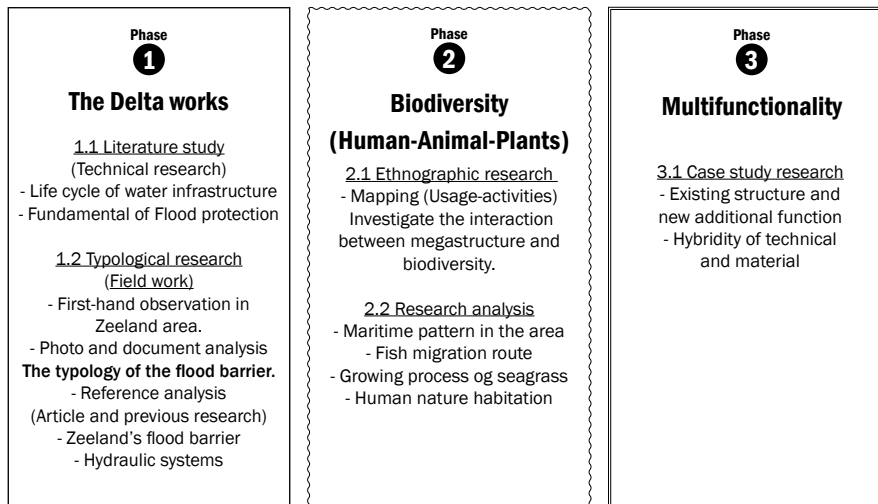 Phase
1
The Delta works
1.1 Literature study
(Technical research)
- Life cycle of water infrastructure
- Fundamental of Flood protection
1.2 Typological research
(Field work)
- First-hand observation in
Zeeland area.
- Photo and document analysis
The typology of the flood barrier.
- Reference analysis
(Article and previous research)
- Zeeland's flood barrier
- Hydraulic systems
Phase
2
Biodiversity
(Human-Animal-Plants)
2.1 Ethnographic research
- Mapping (Usage-activities)
Investigate the interaction
between megastructure and
biodiversity.
2.2 Research analysis
- Maritime pattern in the area
- Fish migration route
- Growing process og seagrass
- Human nature habitation
Phase
3
Multifunctionality
3.1 Case study research
- Existing structure and
new additional function
- Hybridity of technical
and material